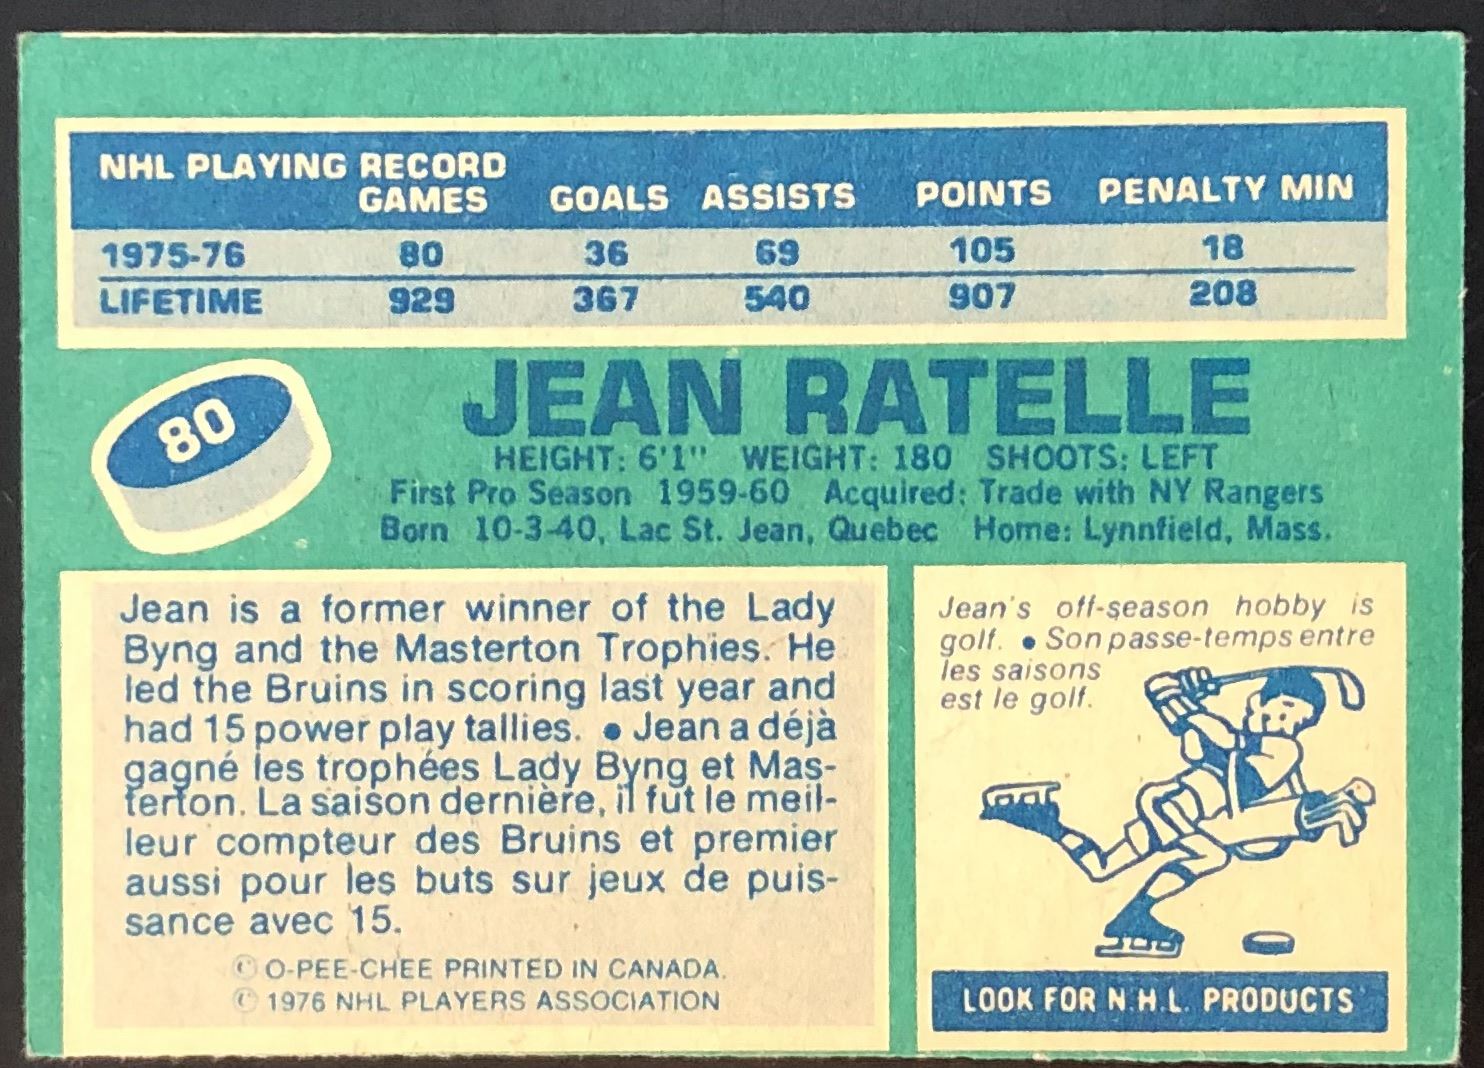 NHL PLAYING RECORD
GAMES GOALS ASSISTS POINTS PENALTY MIN
1975-76 80 36 69 105 18
LIFETIME 929 367 540 907 208
80
JEAN RATELLE
HEIGHT: 6'1" WEIGHT: 180 SHOOTS: LEFT
First Pro Season 1959-60 Acquired: Trade with NY Rangers
Born 10-3-40, Lac St. Jean, Quebec Home: Lynnfield, Mass.
Jean is a former winner of the Lady
Byng and the Masterton Trophies. He
led the Bruins in scoring last year and
had 15 power play tallies. ● Jean a déjà
gagné les trophées Lady Byng et Mas-
terton. La saison dernière, il fut le meil-
leur compteur des Bruins et premier
aussi pour les buts sur jeux de puis-
sance avec 15.
© O-PEE-CHEE PRINTED IN CANADA.
© 1976 NHL PLAYERS ASSOCIATION
Jean's off-season hobby is
golf. ● Son passe-temps entre
les saisons
est le golf.
LOOK FOR N.H.L. PRODUCTS